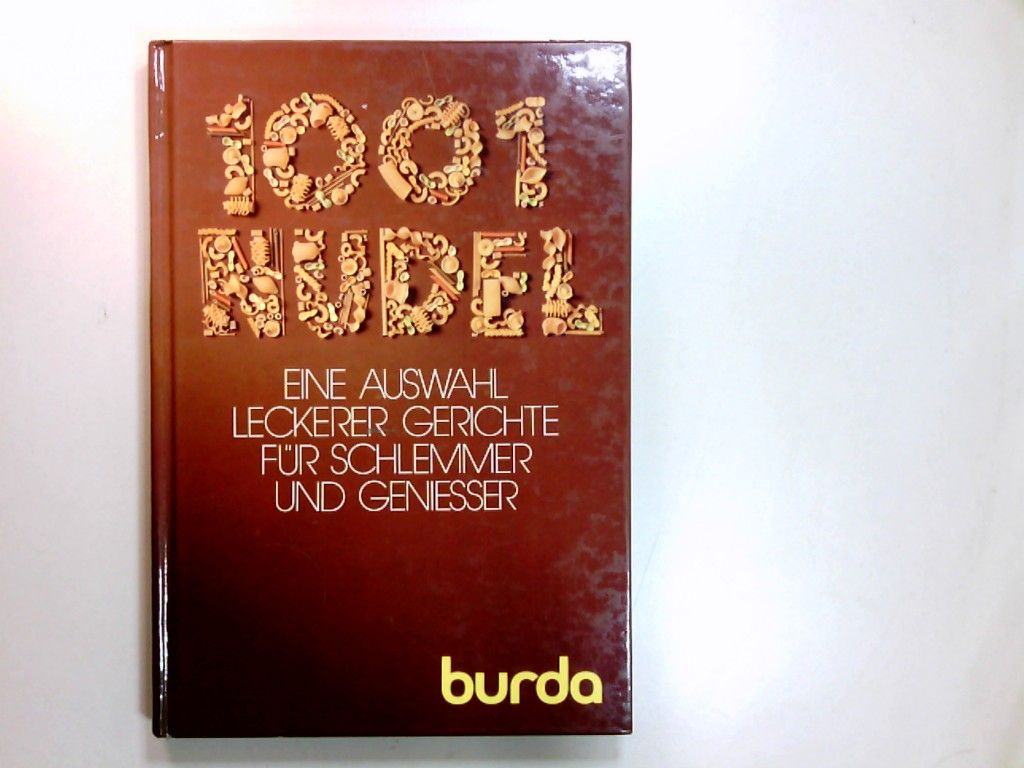 1001
NUDEL
EINE AUSWAHL
LECKERER GERICHTE
FÜR SCHLEMMER
UND GENIESSER
burda